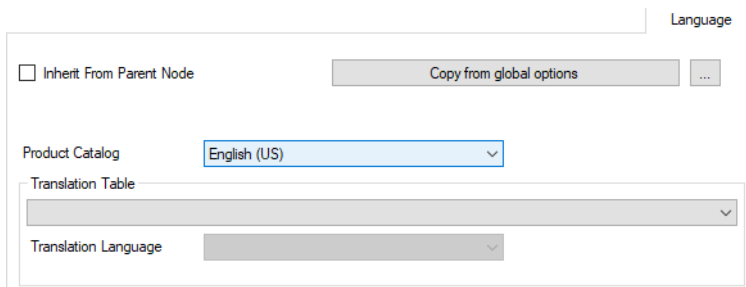 Language
Inherit From Parent Node
Copy from global options
...
Product Catalog
English (US)
Translation Table
Translation Language